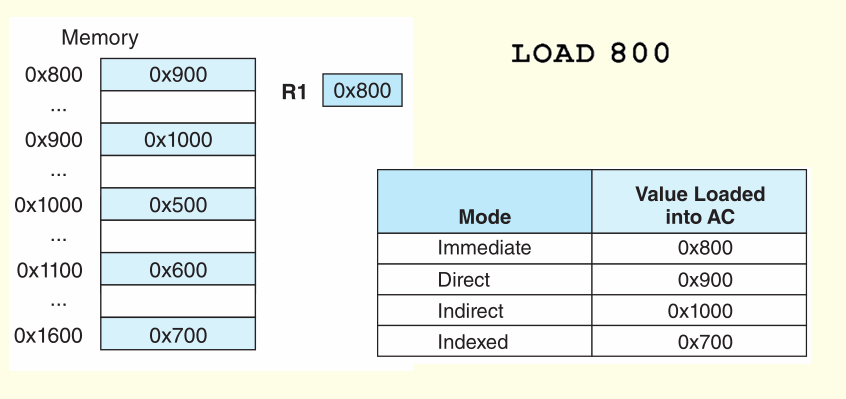 Memory
LOAD 800
0x800 0x900
R1 0x800
...
0x900 0x1000
...
0x1000 0x500
...
0x1100 0x600
...
0x1600 0x700
Mode Value Loaded
into AC
Immediate 0x800
Direct 0x900
Indirect 0x1000
Indexed 0x700